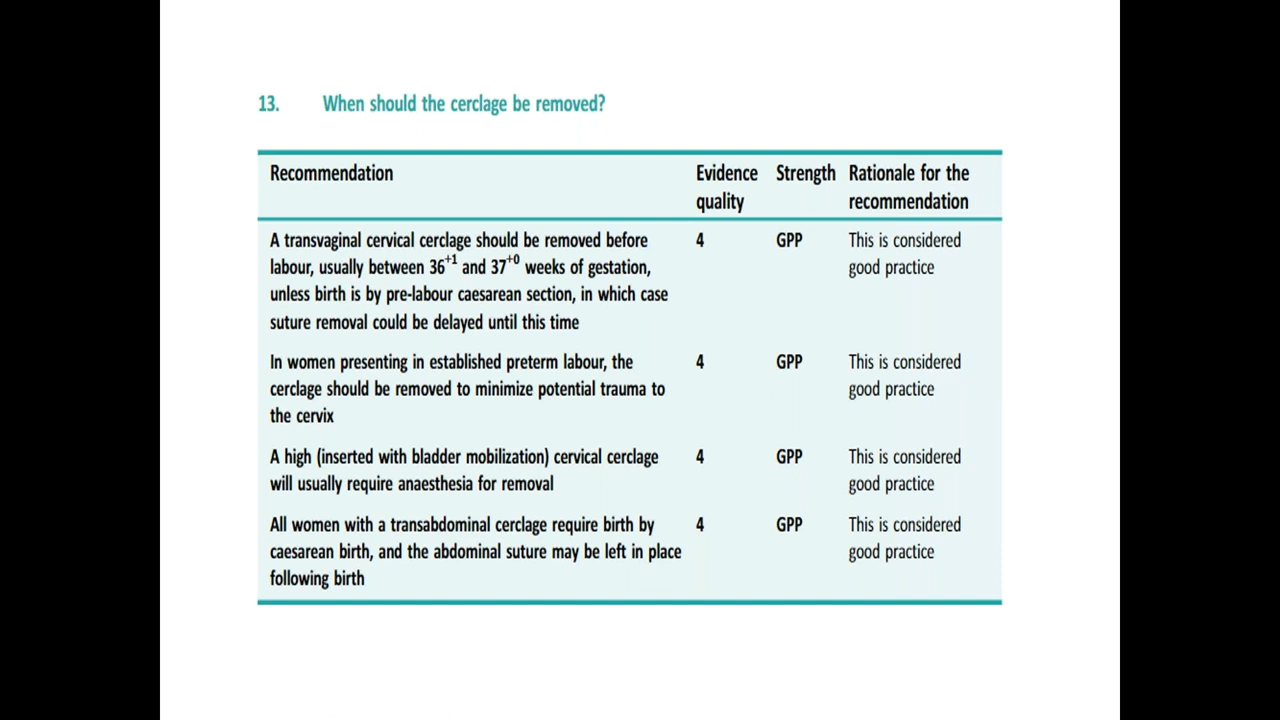 13. When should the cerclage be removed?
Recommendation Evidence quality Strength Rationale for the recommendation
A transvaginal cervical cerclage should be removed before
labour, usually between 36+1 and 37+0 weeks of gestation,
unless birth is by pre-labour caesarean section, in which case
suture removal could be delayed until this time
4 GPP This is considered
good practice
In women presenting in established preterm labour, the
cerclage should be removed to minimize potential trauma to
the cervix
4 GPP This is considered
good practice
A high (inserted with bladder mobilization) cervical cerclage
will usually require anaesthesia for removal
4 GPP This is considered
good practice
All women with a transabdominal cerclage require birth by
caesarean birth, and the abdominal suture may be left in place
following birth
4 GPP This is considered
good practice